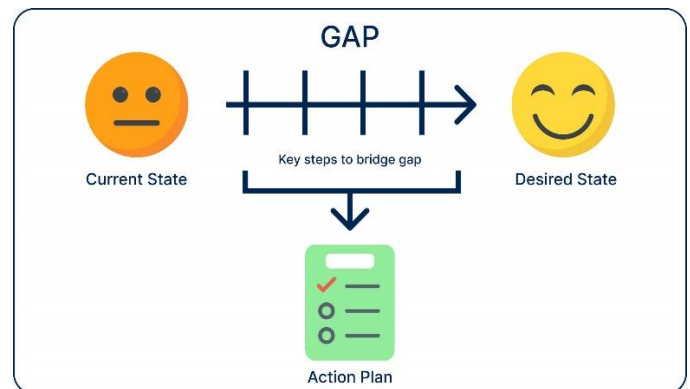 GAP
Key steps to bridge gap
Current State
Desired State
Action Plan